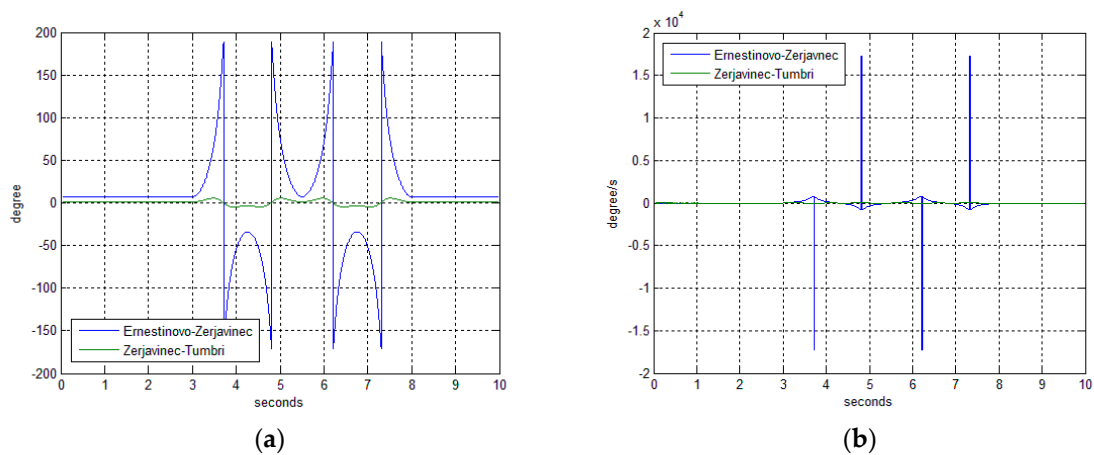 200
150
100
50
0
-50
-100
-150
-200
degree
Ernestinovo-Zerjavinec
Zerjavinec-Tumbri
0 1 2 3 4 5 6 7 8 9 10
seconds
(a)
2 x 10^4
1.5
1
0.5
0
-0.5
-1
-1.5
-2
degree/s
Ernestinovo-Zerjavnec
Zerjavinec-Tumbri
0 1 2 3 4 5 6 7 8 9 10
seconds
(b)